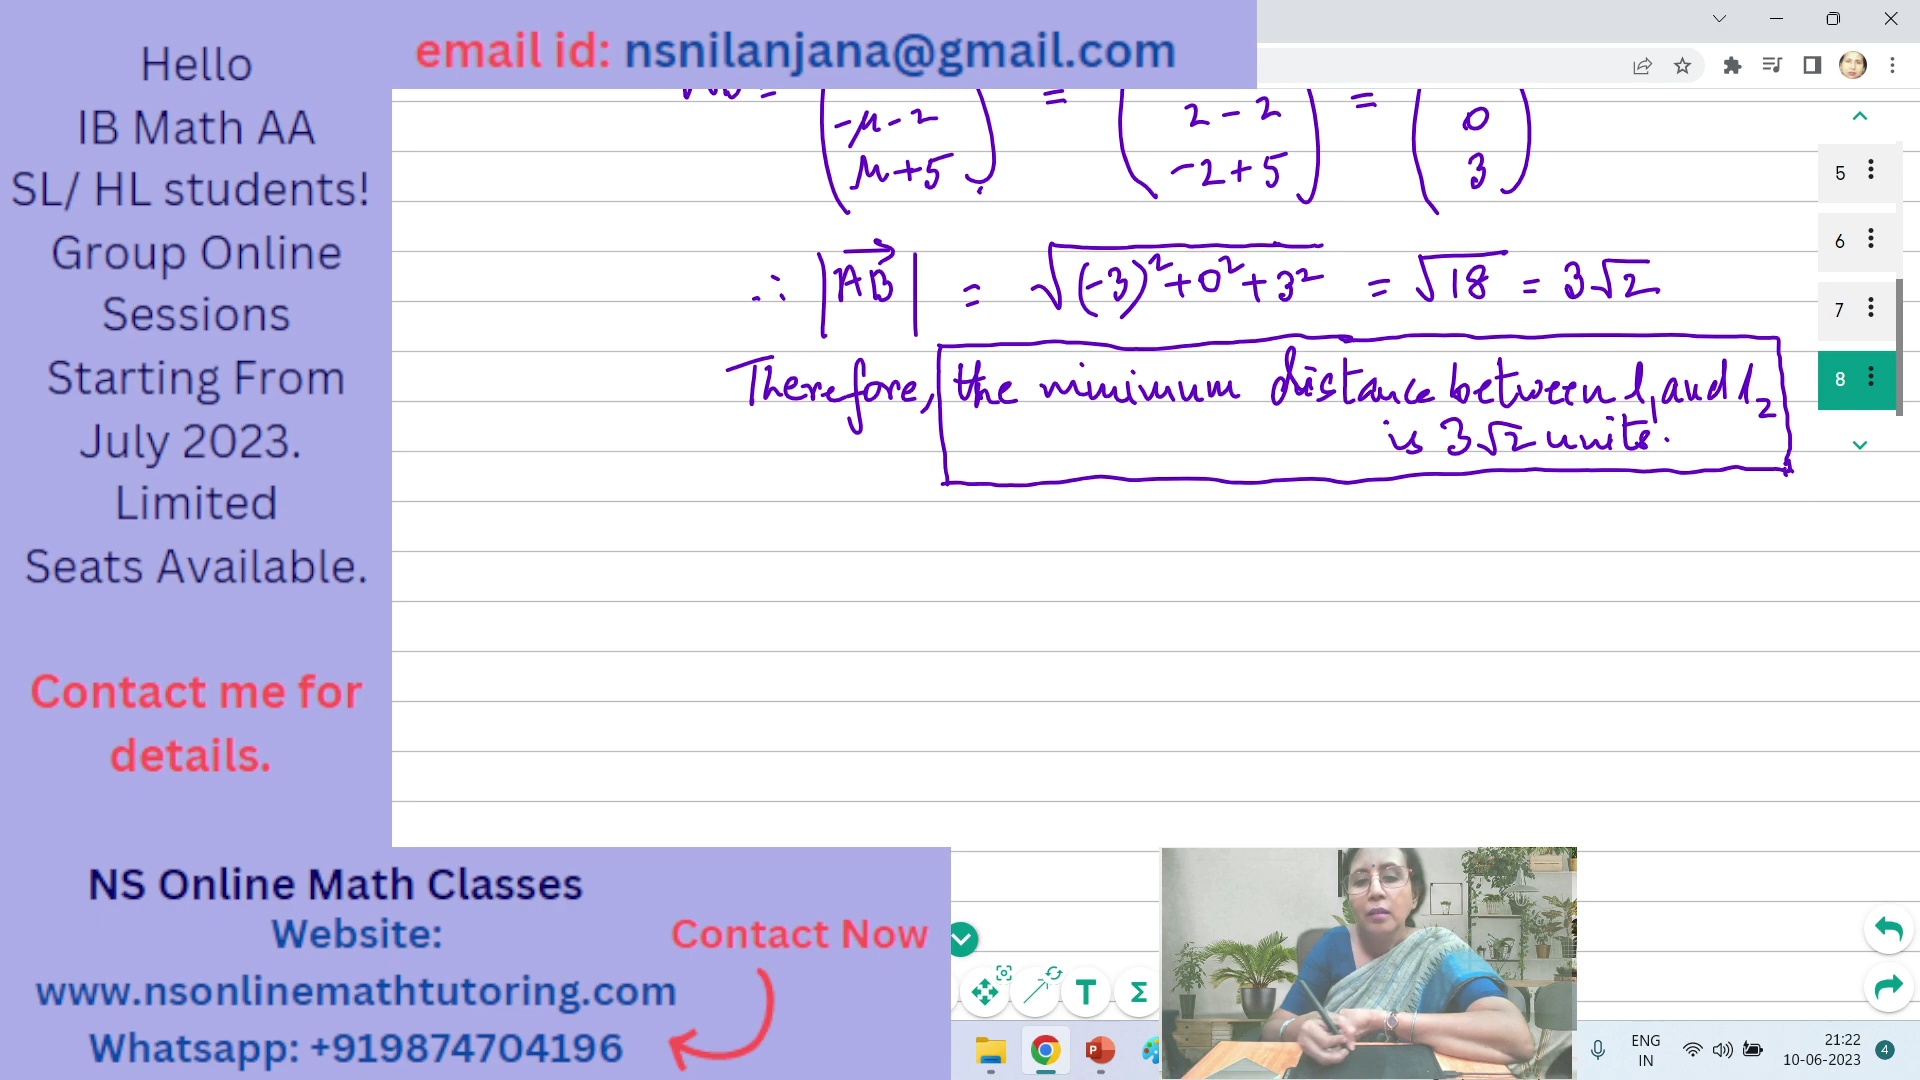 Hello
IB Math AA
SL/ HL students!
Group Online
Sessions
Starting From
July 2023.
Limited
Seats Available.
Contact me for
details.
email id: nsnilanjana@gmail.com
-μ-2
μ+5
=
2-2
-2+5
=
0
3
∴ |AB| = √(-3)²+0²+3² = √18 = 3√2
Therefore, the minimum distance between l₁ and l₂
is 3√2 units.
5
6
7
8
NS Online Math Classes
Website:
www.nsonlinemathtutoring.com
Whatsapp: +919874704196
Contact Now
T
Σ
P
ENG
IN
21:22
10-06-2023
4